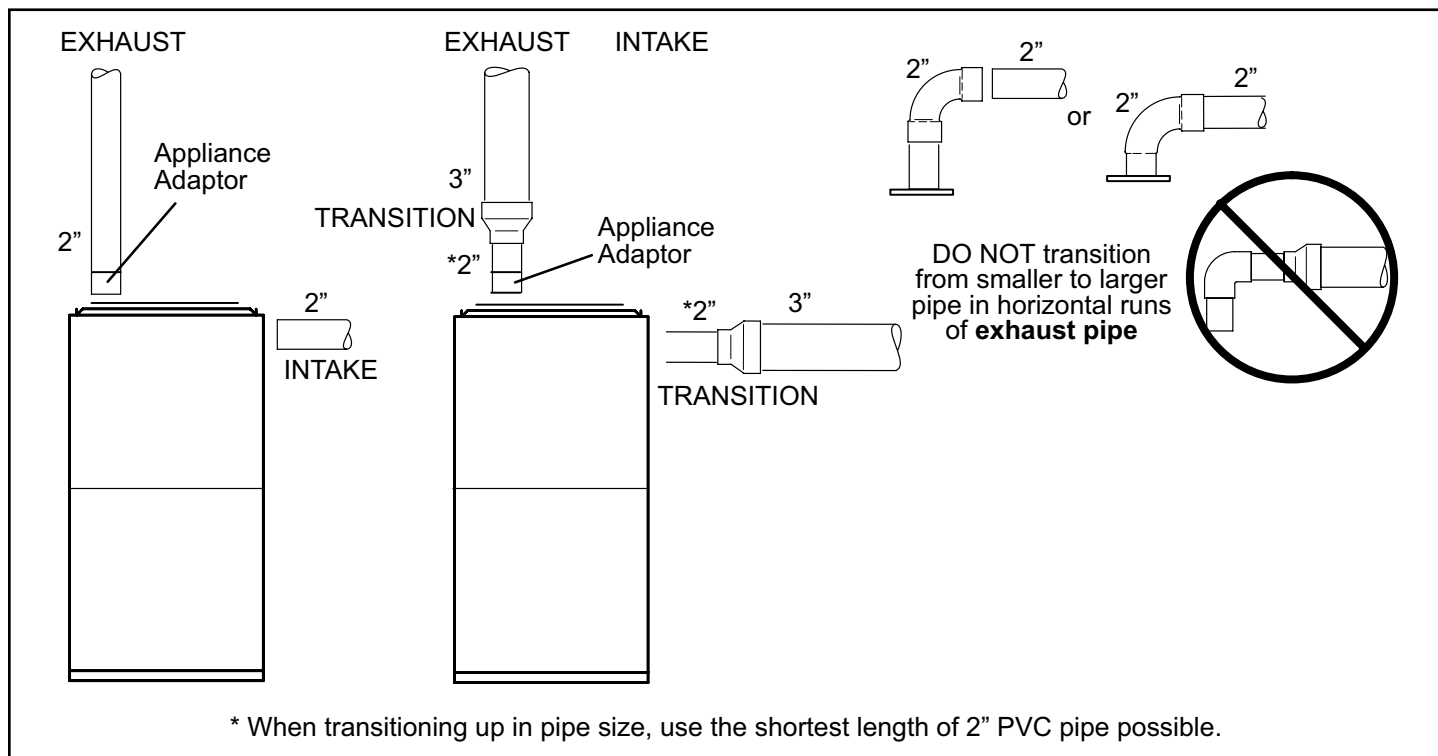 EXHAUST
2”
Appliance
Adaptor
2”
INTAKE
EXHAUST
INTAKE
3”
TRANSITION
*2”
Appliance
Adaptor
*2”
3”
TRANSITION
2”
2”
or
2”
2”
DO NOT transition
from smaller to larger
pipe in horizontal runs
of exhaust pipe
* When transitioning up in pipe size, use the shortest length of 2” PVC pipe possible.